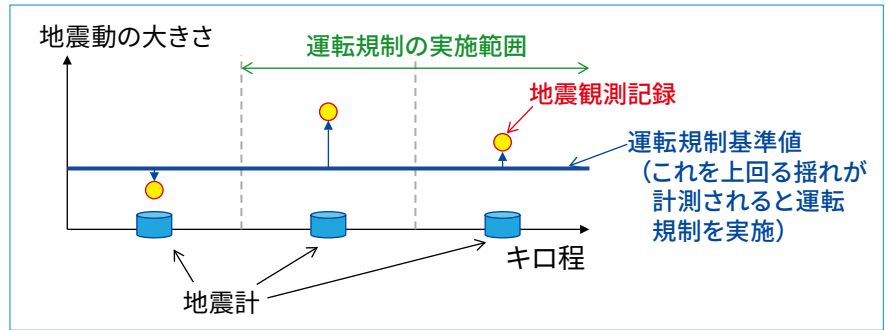 地震動の大きさ
運転規制の実施範囲
地震観測記録
運転規制基準値
（これを上回る揺れが
計測されると運転
規制を実施）
キロ程
地震計